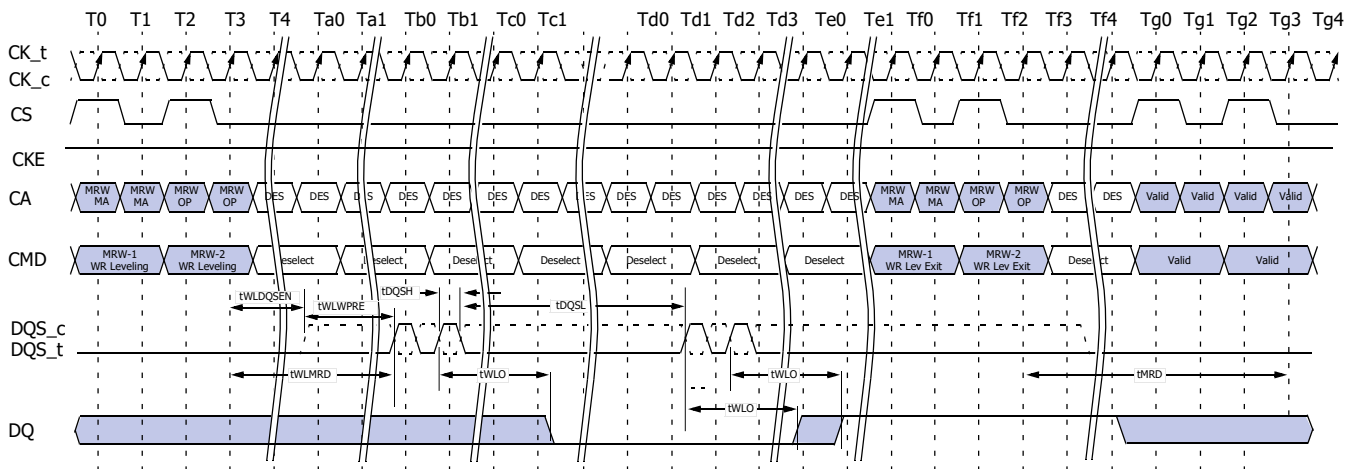 T0 T1 T2 T3 T4 Ta0 Ta1 Tb0 Tb1 Tc0 Tc1 Td0 Td1 Td2 Td3 Te0 Te1 Tf0 Tf1 Tf2 Tf3 Tf4 Tg0 Tg1 Tg2 Tg3 Tg4
CK_t
CK_c
CS
CKE
CA MRW MA MRW MA MRW OP MRW OP DES DES DES DES DES DES DES DES DES DES DES DES DES DES MRW MA MRW MA MRW OP MRW OP DES DES Valid Valid Valid Valid
CMD MRW-1 WR Leveling MRW-2 WR Leveling Deselect Deselect Deselect Deselect Deselect Deselect Deselect MRW-1 WR Lev Exit MRW-2 WR Lev Exit Deselect Valid Valid
tWLDQSEN tWLWPRE tDQSH tDQSL
DQS_c
DQS_t
tWLMRD tWLO tWLO tMRD
tWLO
DQ